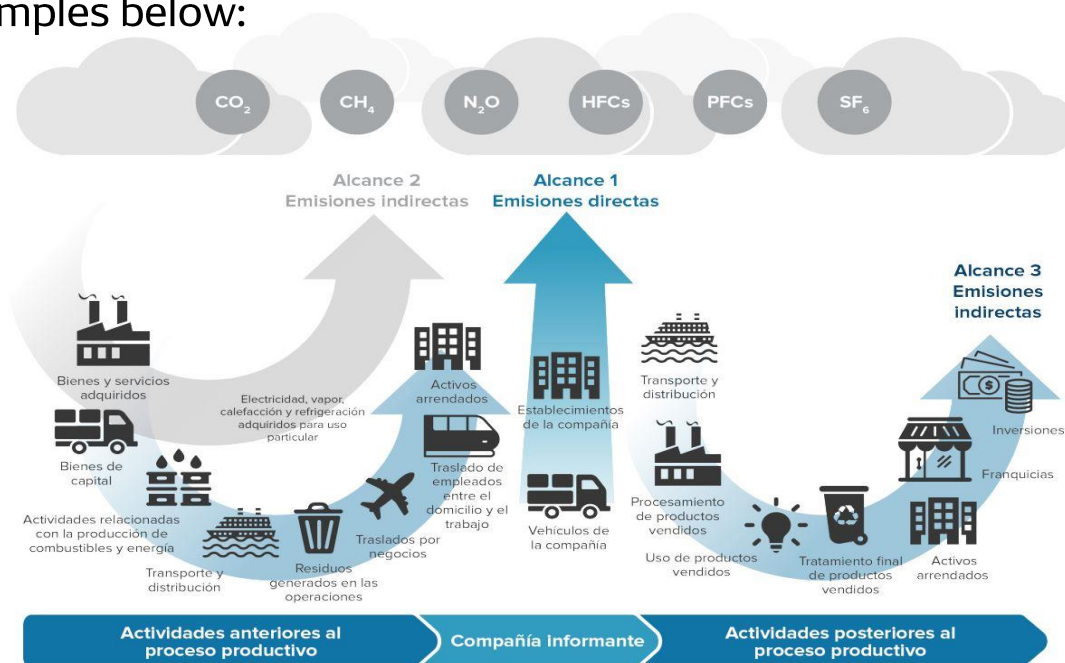 mples below:
CO₂
CH₄
N₂O
HFCs
PFCs
SF₆
Alcance 2
Emisiones indirectas
Alcance 1
Emisiones directas
Alcance 3
Emisiones
indirectas
Bienes y servicios
adquiridos
Bienes de
capital
Actividades relacionadas
con la producción de
combustibles y energía
Transporte y
distribución
Electricidad, vapor,
calefacción y refrigeración
adquiridos para uso
particular
Residuos
generados en las
operaciones
Traslados por
negocios
Traslado de
empleados
entre el
domicilio y el
trabajo
Activos
arrendados
Establecimientos
de la compañía
Vehículos de
la compañía
Transporte y
distribución
Procesamiento
de productos
vendidos
Uso de productos
vendidos
Tratamiento final
de productos
vendidos
Activos
arrendados
Franquicias
Inversiones
Actividades anteriores al
proceso productivo
Compañía informante
Actividades posteriores al
proceso productivo